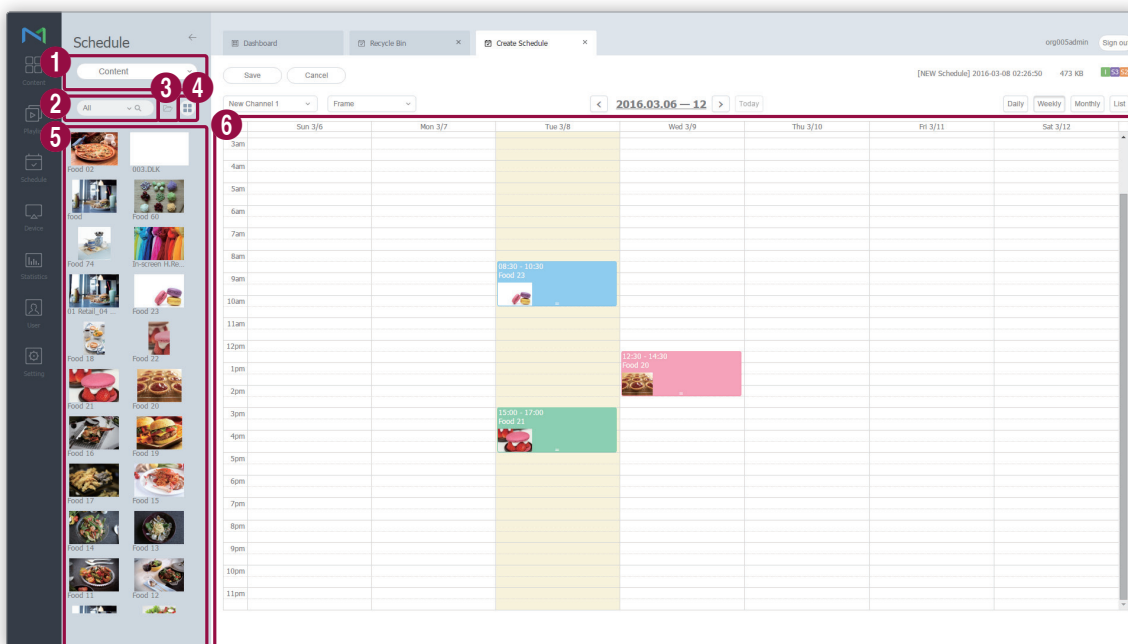 Schedule
←
Dashboard
Recycle Bin ×
Create Schedule ×
org005admin
Sign out
1
Content
Content
3
4
Save
Cancel
[NEW Schedule] 2016-03-08 02:26:50 473 KB I S3 S2
2
All
New Channel 1
Frame
< 2016.03.06 — 12 > Today
Daily Weekly Monthly List
Playlist
5
6
Sun 3/6 Mon 3/7 Tue 3/8 Wed 3/9 Thu 3/10 Fri 3/11 Sat 3/12
Schedule
Device
Statistics
User
Setting
Food 02 003.DLK
food Food 60
Food 74 In-screen H.Re...
01 Retail_04 ... Food 23
Food 18 Food 22
Food 21 Food 20
Food 16 Food 19
Food 17 Food 15
Food 14 Food 13
Food 11 Food 12
3am
4am
5am
6am
7am
8am
08:30 - 10:30
Food 23
9am
10am
11am
12pm
12:30 - 14:30
Food 20
1pm
2pm
3pm
15:00 - 17:00
Food 21
4pm
5pm
6pm
7pm
8pm
9pm
10pm
11pm